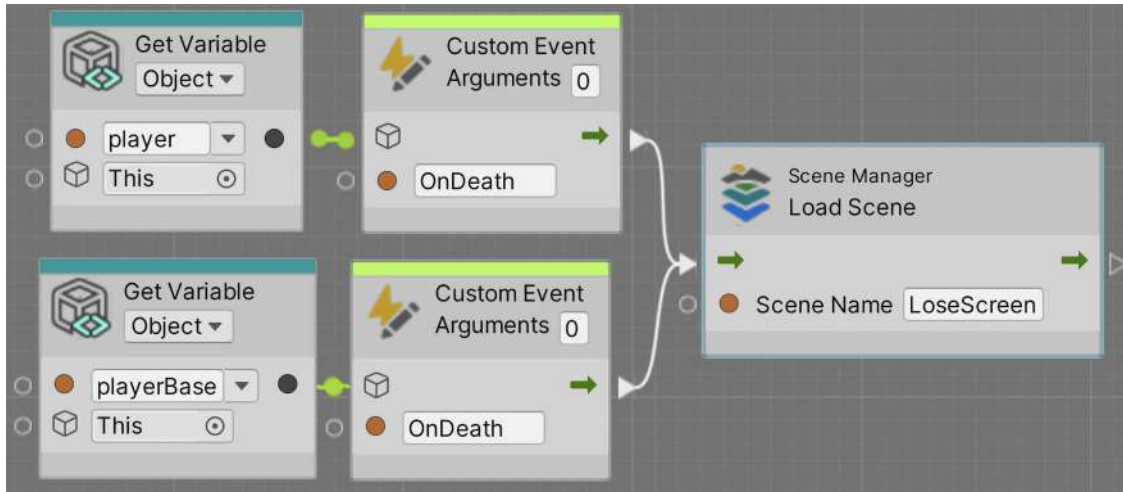 Get Variable
Object
player
This
Custom Event
Arguments 0
OnDeath
Scene Manager
Load Scene
Scene Name LoseScreen
Get Variable
Object
playerBase
This
Custom Event
Arguments 0
OnDeath